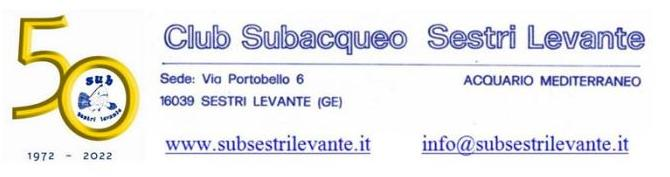 50
sub
sestri levante
1972 - 2022
Club Subacqueo Sestri Levante
Sede: Via Portobello 6
ACQUARIO MEDITERRANEO
16039 SESTRI LEVANTE (GE)
www.subsestrilevante.it
info@subsestrilevante.it